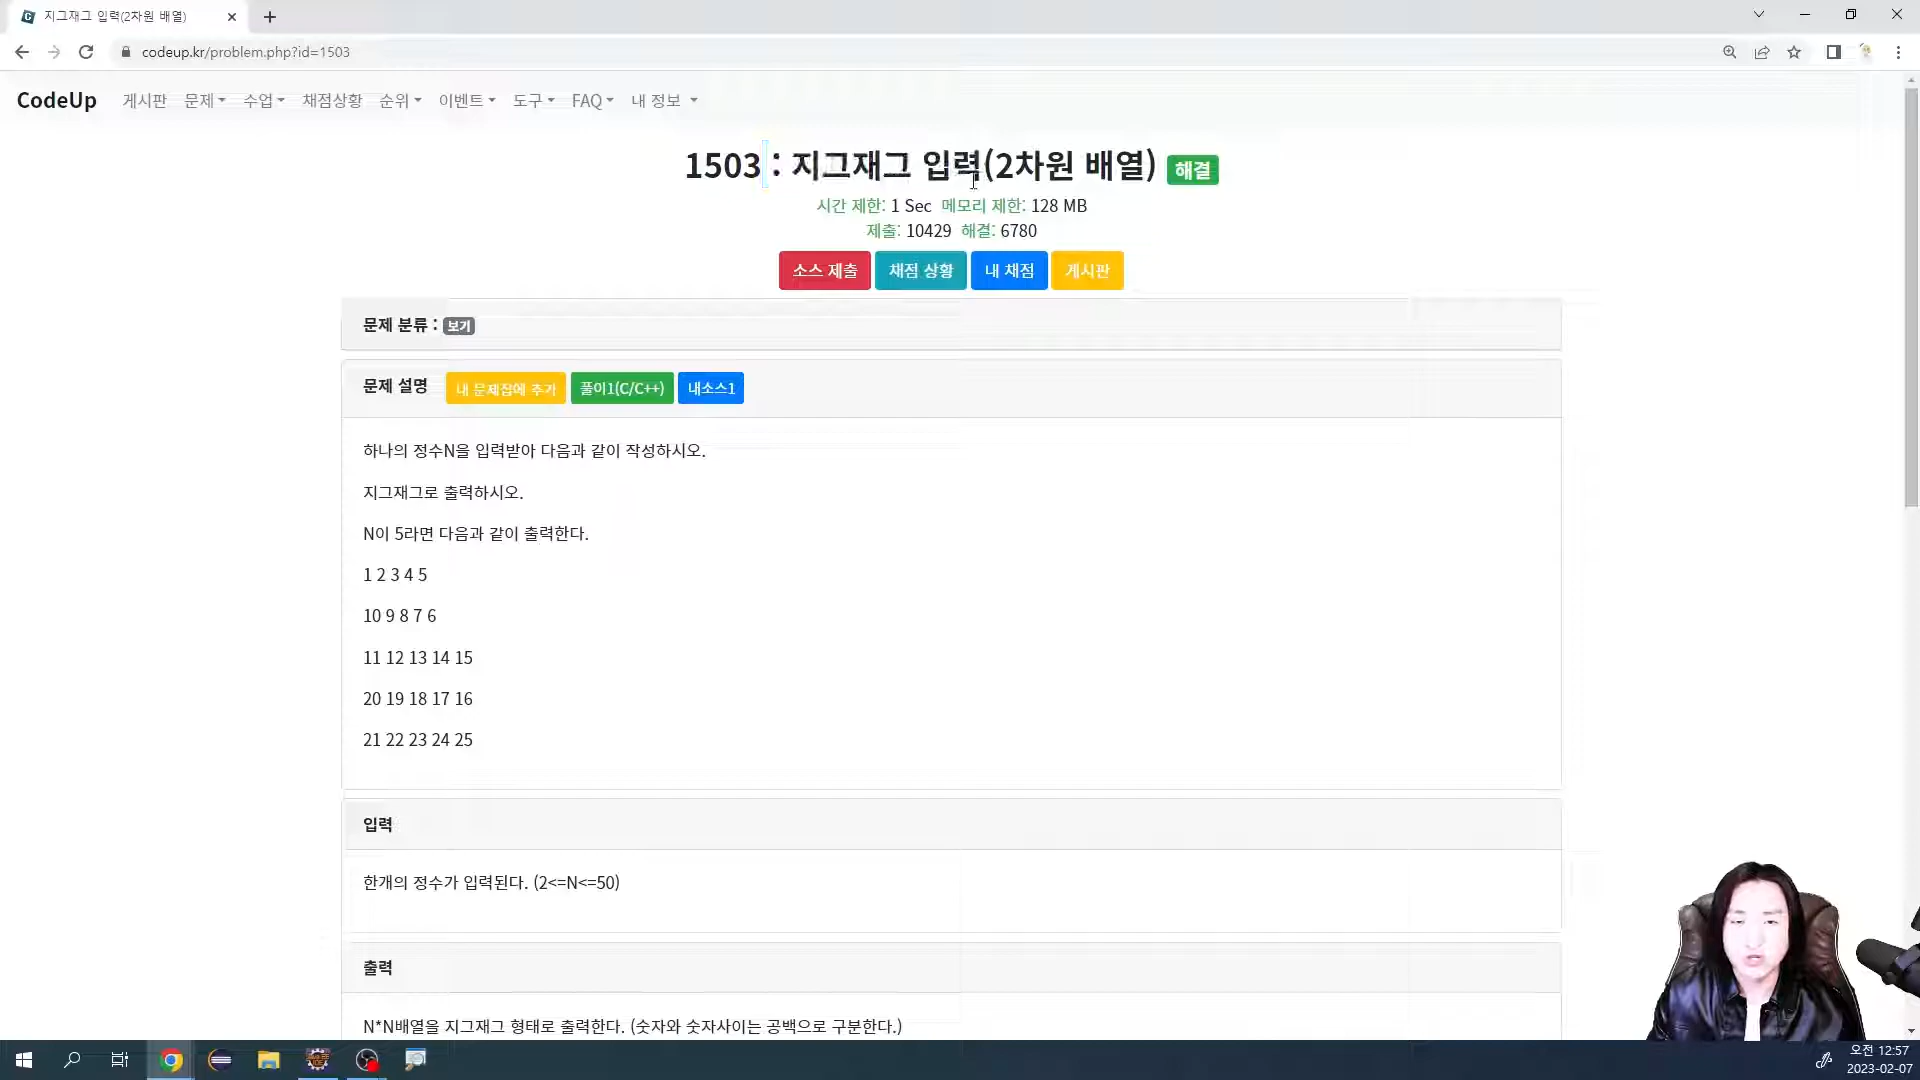 지그재그 입력(2차원 배열)
codeup.kr/problem.php?id=1503
CodeUp 게시판 문제 수업 채점상황 순위 이벤트 도구 FAQ 내 정보
1503 : 지그재그 입력(2차원 배열) 해결
시간 제한: 1 Sec 메모리 제한: 128 MB
제출: 10429 해결: 6780
소스 제출 채점 상황 내 채점 게시판
문제 분류 : 보기
문제 설명 내 문제집에 추가 풀이1(C/C++) 내소스1
하나의 정수N을 입력받아 다음과 같이 작성하시오.
지그재그로 출력하시오.
N이 5라면 다음과 같이 출력한다.
1 2 3 4 5
10 9 8 7 6
11 12 13 14 15
20 19 18 17 16
21 22 23 24 25
입력
한개의 정수가 입력된다. (2<=N<=50)
출력
N*N배열을 지그재그 형태로 출력한다. (숫자와 숫자사이는 공백으로 구분한다.)
오전 12:57
2023-02-07